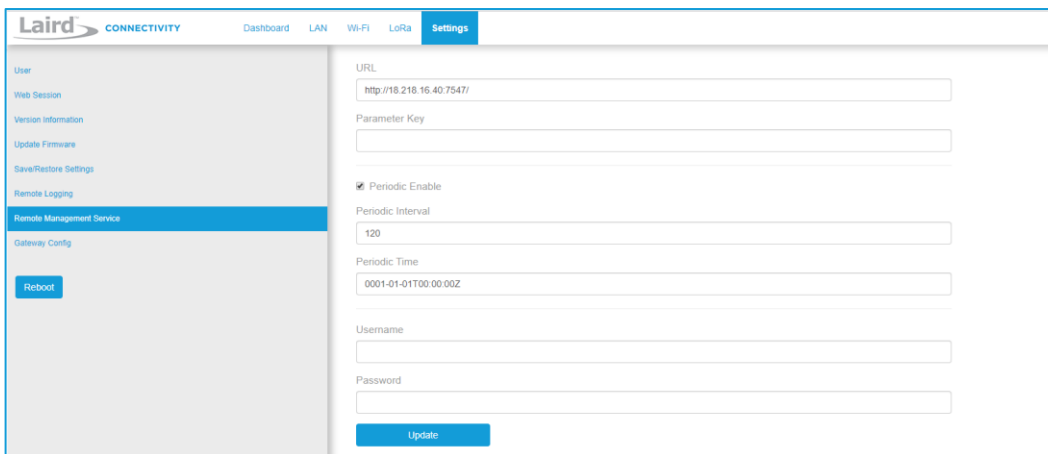 Laird CONNECTIVITY Dashboard LAN Wi-Fi LoRa Settings
User
Web Session
Version Information
Update Firmware
Save/Restore Settings
Remote Logging
Remote Management Service
Gateway Config
Reboot
URL
http://18.218.16.40:7547/
Parameter Key
Periodic Enable
Periodic Interval
120
Periodic Time
0001-01-01T00:00:00Z
Username
Password
Update